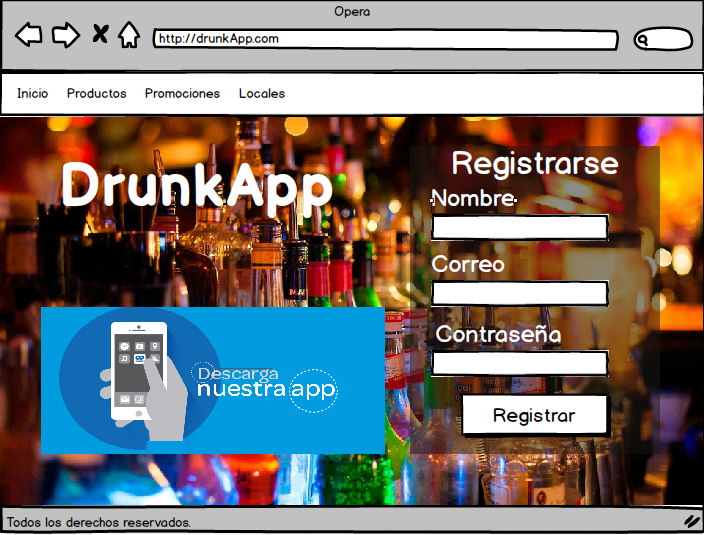 Opera
http://drunkApp.com
Inicio Productos Promociones Locales
DrunkApp
Registrarse
Nombre
Correo
Contraseña
Registrar
Descarga
nuestra app
Todos los derechos reservados.